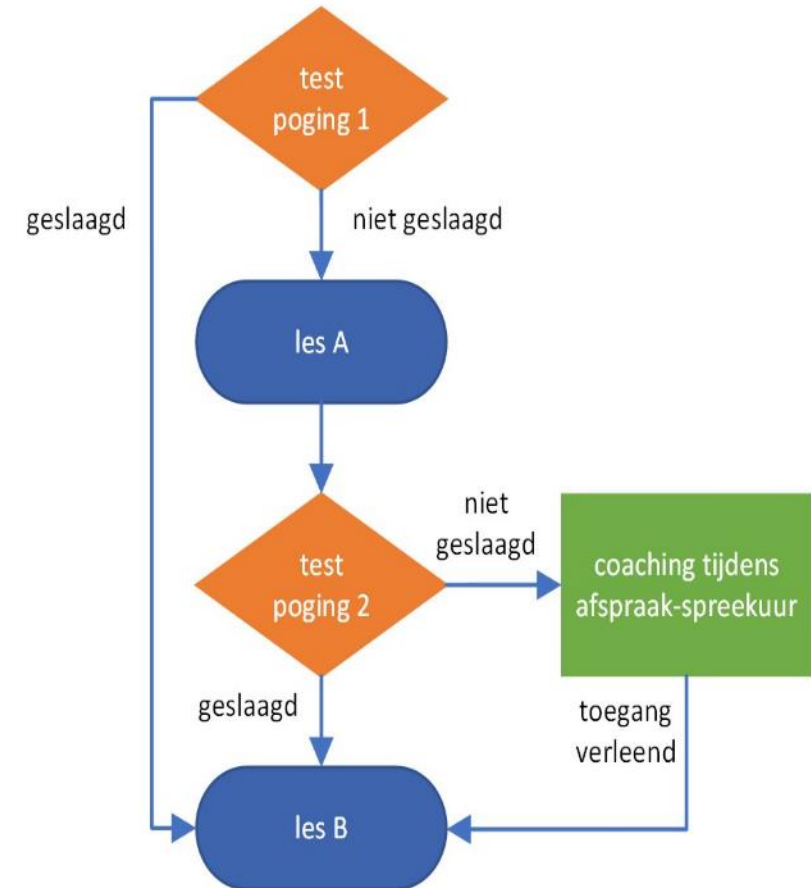 test
poging 1
geslaagd
niet geslaagd
les A
niet
geslaagd
test
poging 2
coaching tijdens
afspraak-spreekuur
geslaagd
toegang
verleend
les B